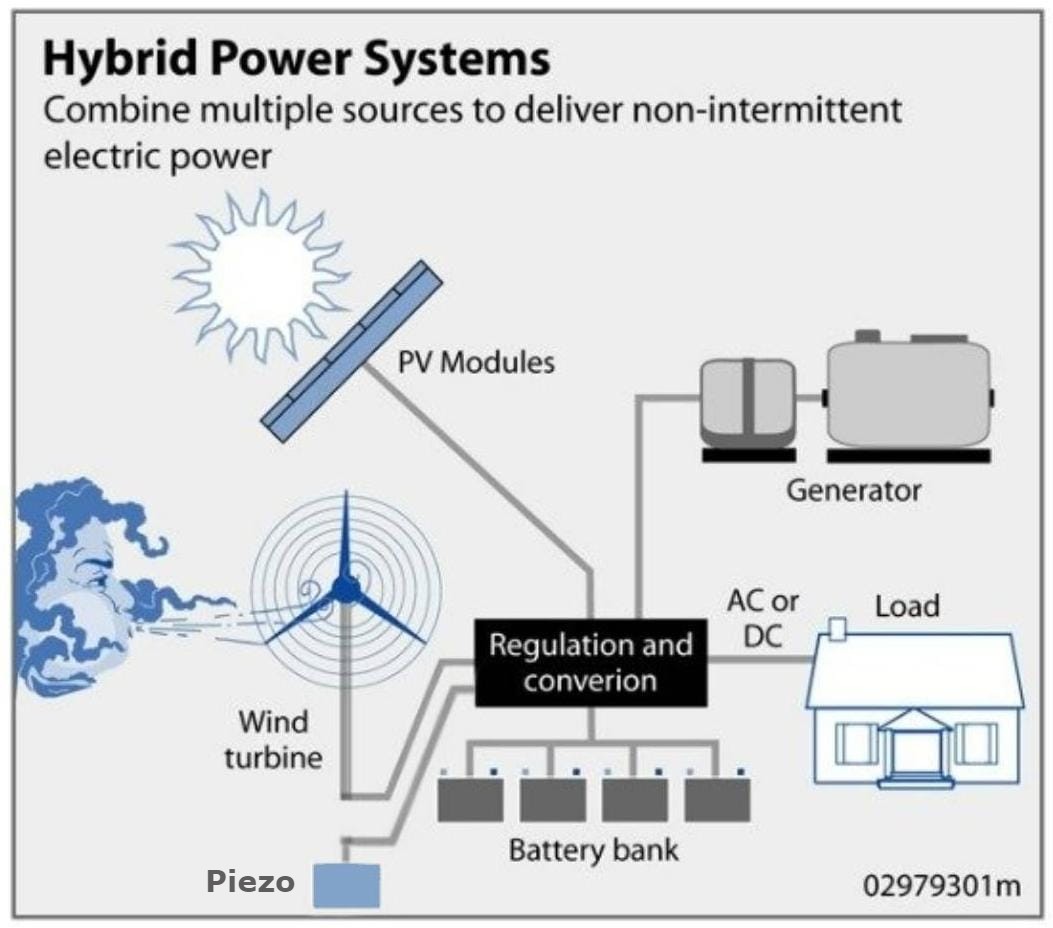 Hybrid Power Systems
Combine multiple sources to deliver non-intermittent
electric power
PV Modules
Generator
AC or
DC
Load
Regulation and
converion
Wind
turbine
Battery bank
Piezo
02979301m